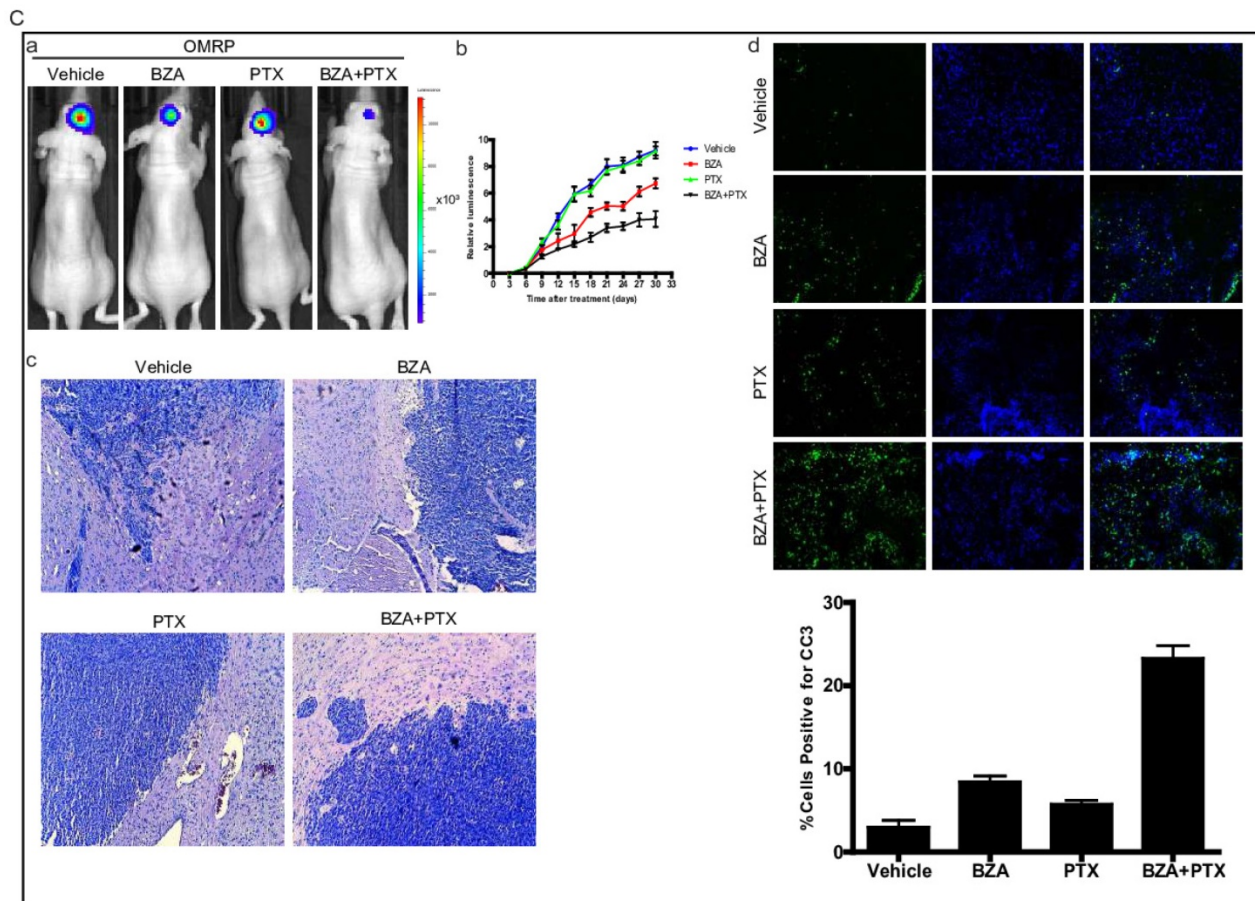 C
a
OMRP
Vehicle BZA PTX BZA+PTX
x10³
b
Relative luminescence
10
8
6
4
2
0
0 3 6 9 12 15 18 21 24 27 30 33
Time after treatment (days)
Vehicle
BZA
PTX
BZA+PTX
c
Vehicle BZA
PTX BZA+PTX
d
Vehicle
BZA
PTX
BZA+PTX
% Cells Positive for CC3
30
20
10
0
Vehicle BZA PTX BZA+PTX